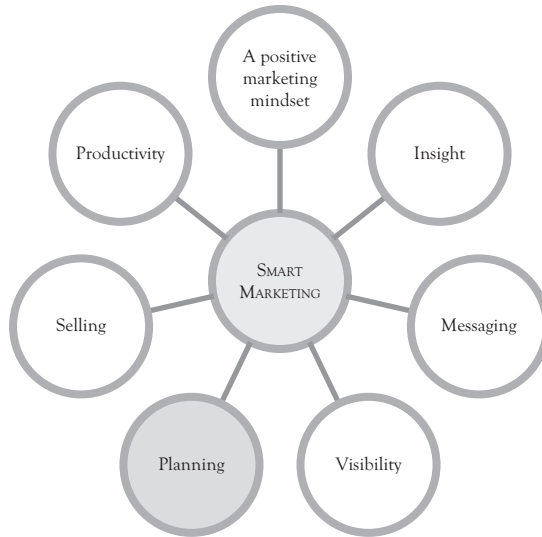 A positive
marketing
mindset
Productivity
Insight
Smart
Marketing
Selling
Messaging
Planning
Visibility